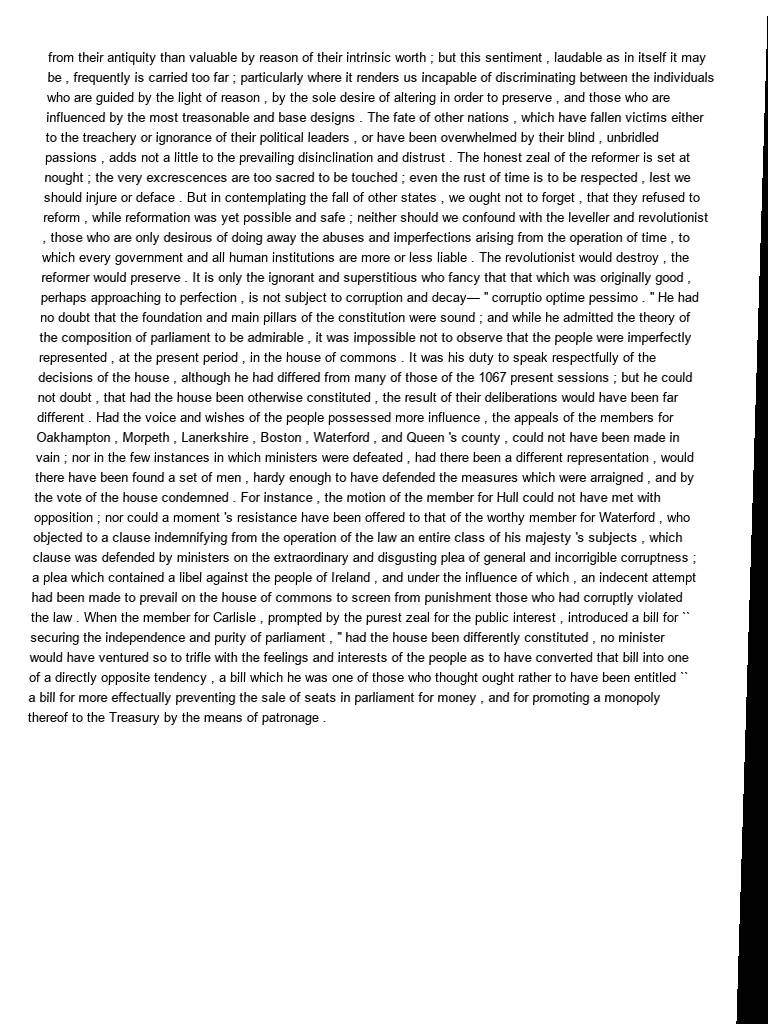 from their antiquity than valuable by reason of their intrinsic worth ; but this sentiment , laudable as in itself it may
be , frequently is carried too far ; particularly where it renders us incapable of discriminating between the individuals
who are guided by the light of reason , by the sole desire of altering in order to preserve , and those who are
influenced by the most treasonable and base designs . The fate of other nations , which have fallen victims either
to the treachery or ignorance of their political leaders , or have been overwhelmed by their blind , unbridled
passions , adds not a little to the prevailing disinclination and distrust . The honest zeal of the reformer is set at
nought ; the very excrescences are too sacred to be touched ; even the rust of time is to be respected , lest we
should injure or deface . But in contemplating the fall of other states , we ought not to forget , that they refused to
reform , while reformation was yet possible and safe ; neither should we confound with the leveller and revolutionist
, those who are only desirous of doing away the abuses and imperfections arising from the operation of time , to
which every government and all human institutions are more or less liable . The revolutionist would destroy , the
reformer would preserve . It is only the ignorant and superstitious who fancy that that which was originally good ,
perhaps approaching to perfection , is not subject to corruption and decay— " corruptio optime pessimo . " He had
no doubt that the foundation and main pillars of the constitution were sound ; and while he admitted the theory of
the composition of parliament to be admirable , it was impossible not to observe that the people were imperfectly
represented , at the present period , in the house of commons . It was his duty to speak respectfully of the
decisions of the house , although he had differed from many of those of the 1067 present sessions ; but he could
not doubt , that had the house been otherwise constituted , the result of their deliberations would have been far
different . Had the voice and wishes of the people possessed more influence , the appeals of the members for
Oakhampton , Morpeth , Lanerkshire , Boston , Waterford , and Queen 's county , could not have been made in
vain ; nor in the few instances in which ministers were defeated , had there been a different representation , would
there have been found a set of men , hardy enough to have defended the measures which were arraigned , and by
the vote of the house condemned . For instance , the motion of the member for Hull could not have met with
opposition ; nor could a moment 's resistance have been offered to that of the worthy member for Waterford , who
objected to a clause indemnifying from the operation of the law an entire class of his majesty 's subjects , which
clause was defended by ministers on the extraordinary and disgusting plea of general and incorrigible corruptness ;
a plea which contained a libel against the people of Ireland , and under the influence of which , an indecent attempt
had been made to prevail on the house of commons to screen from punishment those who had corruptly violated
the law . When the member for Carlisle , prompted by the purest zeal for the public interest , introduced a bill for ``
securing the independence and purity of parliament , " had the house been differently constituted , no minister
would have ventured so to trifle with the feelings and interests of the people as to have converted that bill into one
of a directly opposite tendency , a bill which he was one of those who thought ought rather to have been entitled ``
a bill for more effectually preventing the sale of seats in parliament for money , and for promoting a monopoly
thereof to the Treasury by the means of patronage .